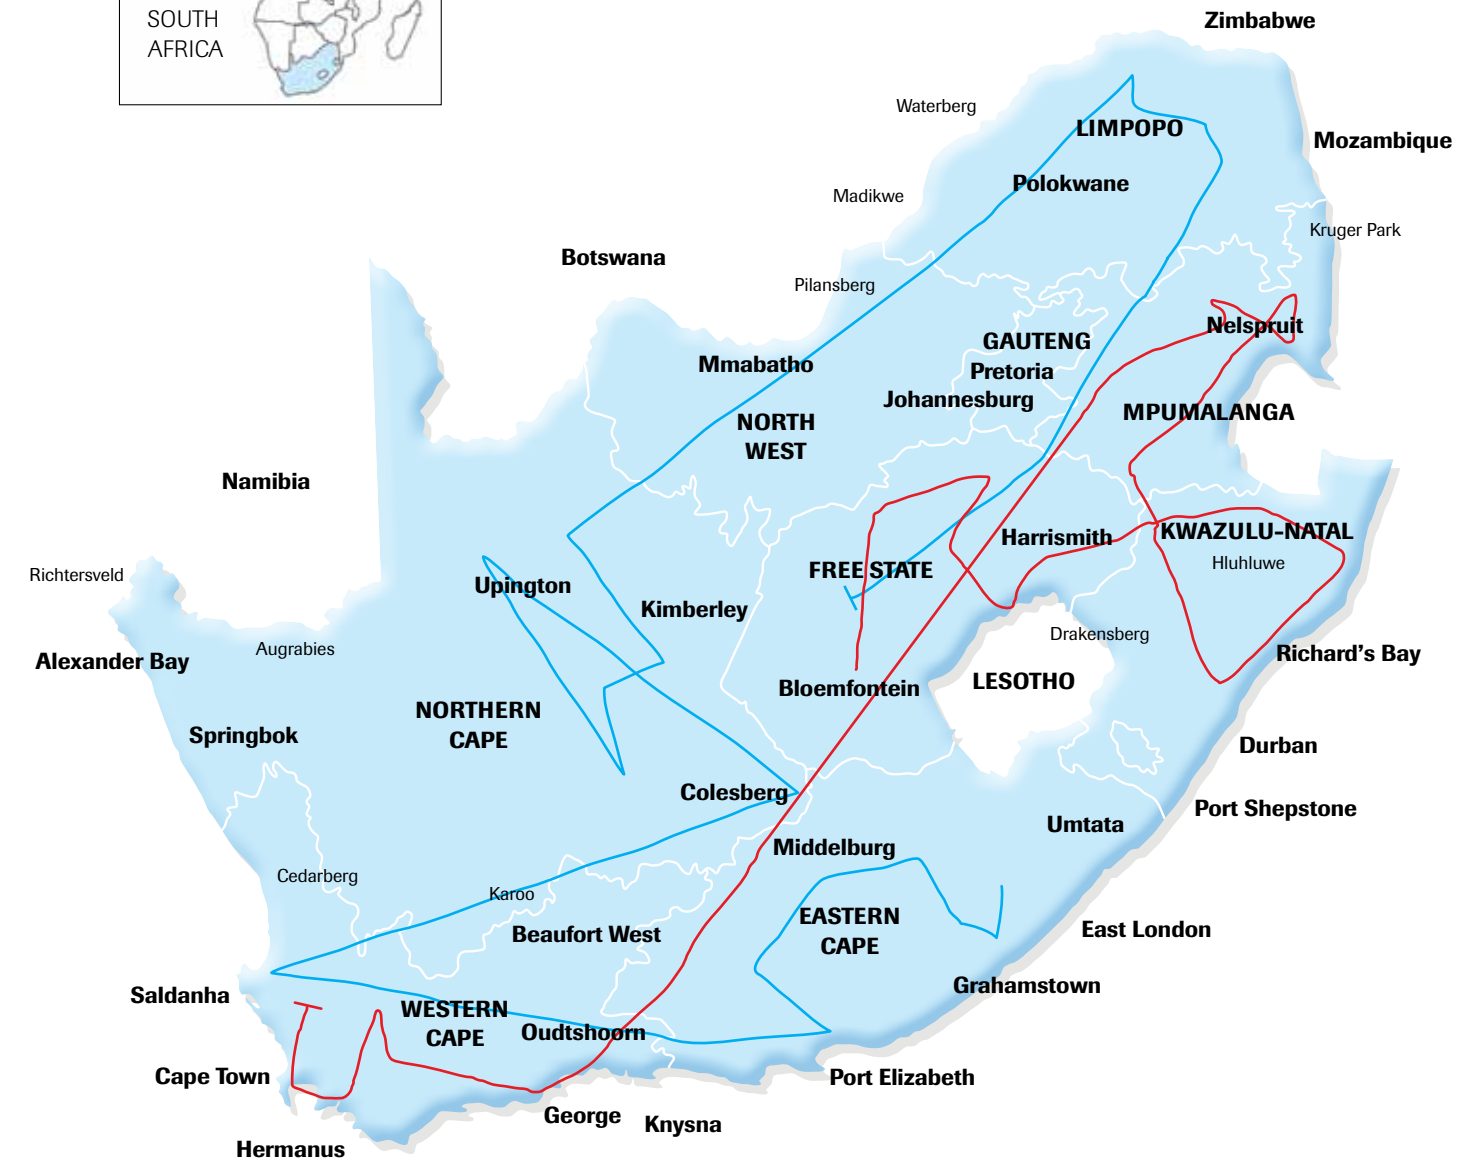 SOUTH
AFRICA
Zimbabwe
Waterberg
LIMPOPO
Mozambique
Polokwane
Madikwe
Kruger Park
Botswana
Pilansberg
Nelspruit
GAUTENG
Mmabatho
Pretoria
Johannesburg
MPUMALANGA
NORTH
WEST
Namibia
Harrismith
KWAZULU-NATAL
Hluhluwe
FREE STATE
Richtersveld
Upington
Kimberley
Drakensberg
Augrabies
Richard's Bay
Alexander Bay
LESOTHO
Bloemfontein
NORTHERN
CAPE
Springbok
Durban
Colesberg
Port Shepstone
Umtata
Middelburg
Cedarberg
Karoo
EASTERN
CAPE
Beaufort West
East London
Grahamstown
Saldanha
WESTERN
CAPE
Oudtshoorn
Cape Town
Port Elizabeth
George
Knysna
Hermanus